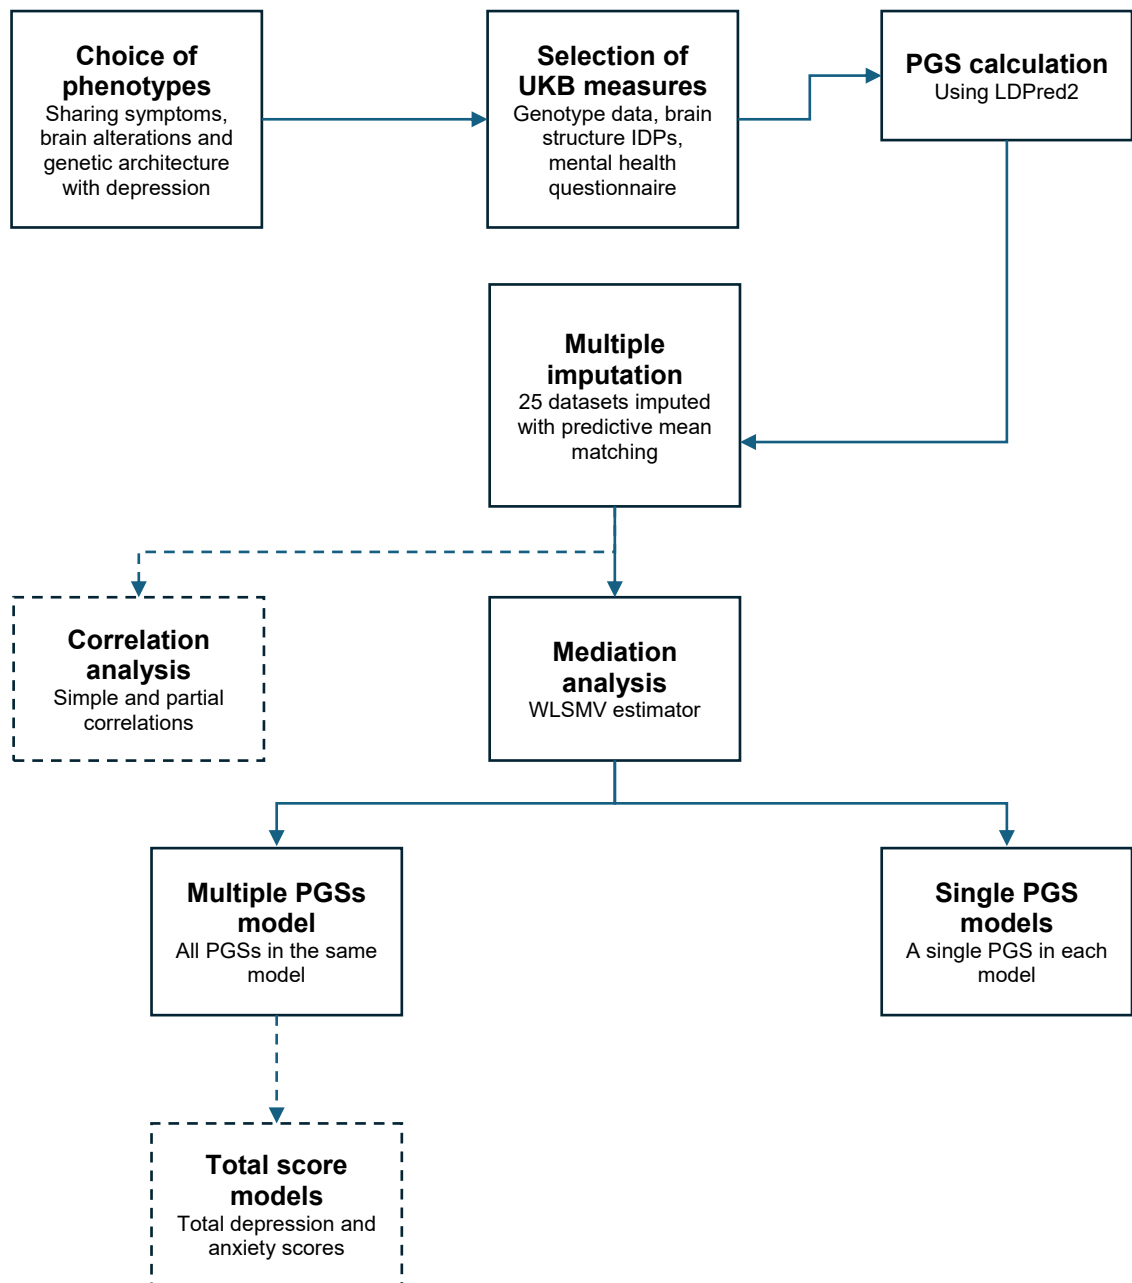 Choice of
phenotypes
Sharing symptoms,
brain alterations and
genetic architecture
with depression
Selection of
UKB measures
Genotype data, brain
structure IDPs,
mental health
questionnaire
PGS calculation
Using LDPred2
Multiple
imputation
25 datasets imputed
with predictive mean
matching
Correlation
analysis
Simple and partial
correlations
Mediation
analysis
WLSMV estimator
Multiple PGSs
model
All PGSs in the same
model
Single PGS
models
A single PGS in each
model
Total score
models
Total depression and
anxiety scores